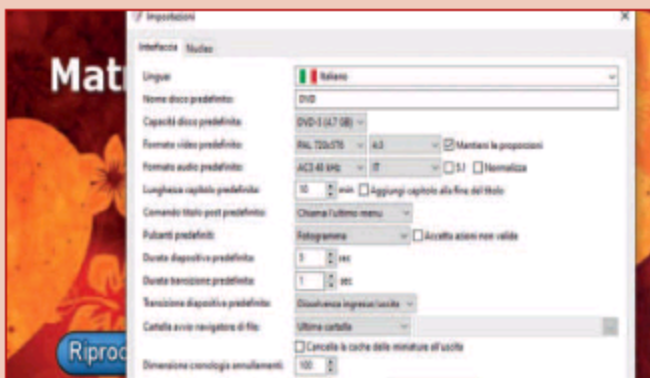 Impostazioni
Interfaccia Nucleo
Matr
Lingua: Italiano
Nome disco predefinito: DVD
Capacità disco predefinita: DVD-5 (4.7 GB)
Formato video predefinito: PAL 720x576 4:3 Mantieni le proporzioni
Formato audio predefinito: AC3 48 kHz IT 5.1 Normalizza
Lunghezza capitolo predefinita: 10 min Aggiungi capitolo alla fine del titolo
Comando titolo post predefinito: Chiama l'ultimo menu
Pulsanti predefiniti: Fotogramma Accetta azioni non valide
Durata diapositiva predefinita: 5 sec
Durata transizione predefinita: 1 sec
Transizione diapositiva predefinita: Dissolvenza ingresso/uscita
Cartella avvio navigatore di file: Ultima cartella
Cancella la cache delle miniature all'uscita
Riprod
Dimensione cronologia annullamenti: 100